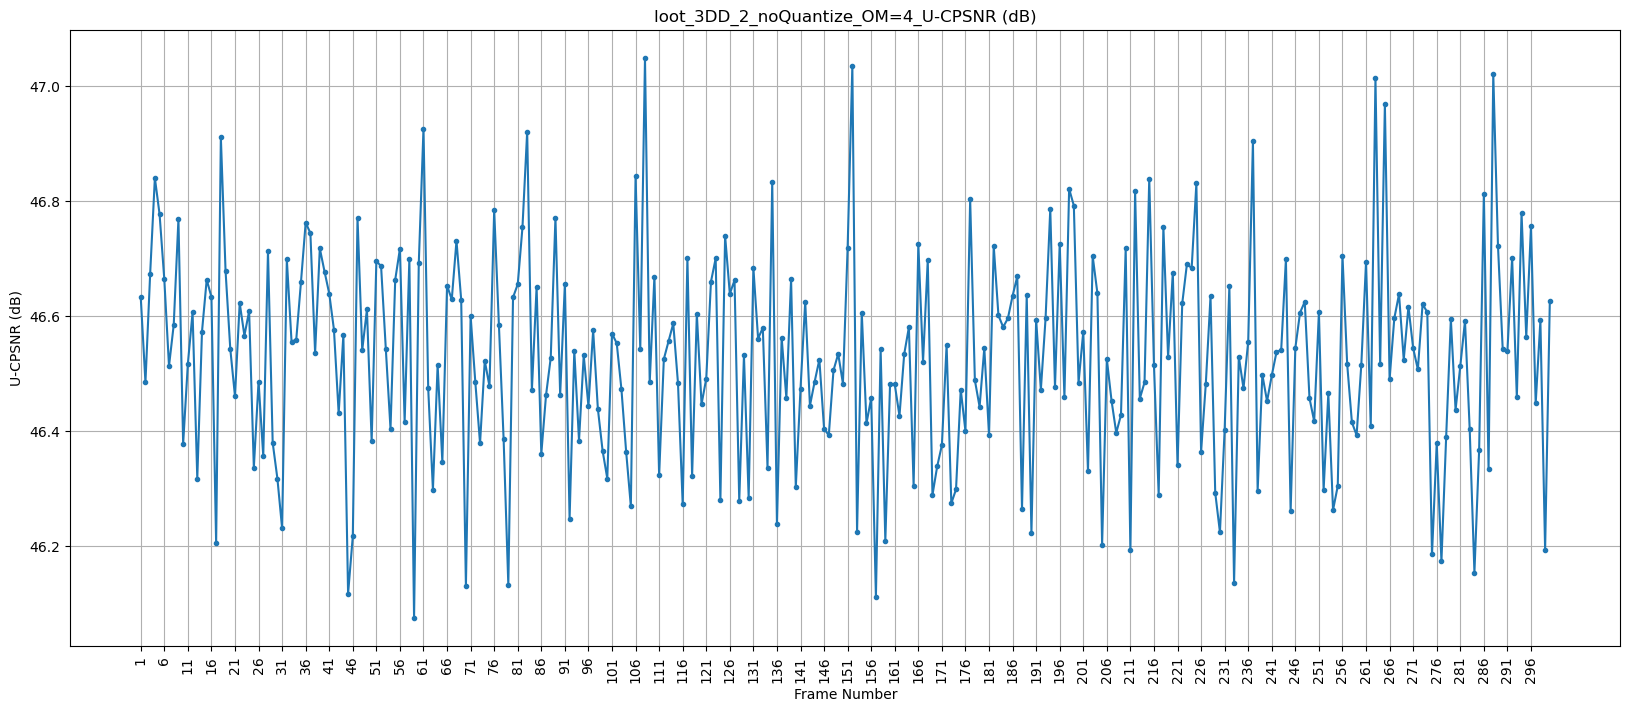 loot_3DD_2_noQuantize_OM=4_U-CPSNR (dB)
U-CPSNR (dB)
47.0
46.8
46.6
46.4
46.2
1 6 11 16 21 26 31 36 41 46 51 56 61 66 71 76 81 86 91 96 101 106 111 116 121 126 131 136 141 146 151 156 161 166 171 176 181 186 191 196 201 206 211 216 221 226 231 236 241 246 251 256 261 266 271 276 281 286 291 296
Frame Number